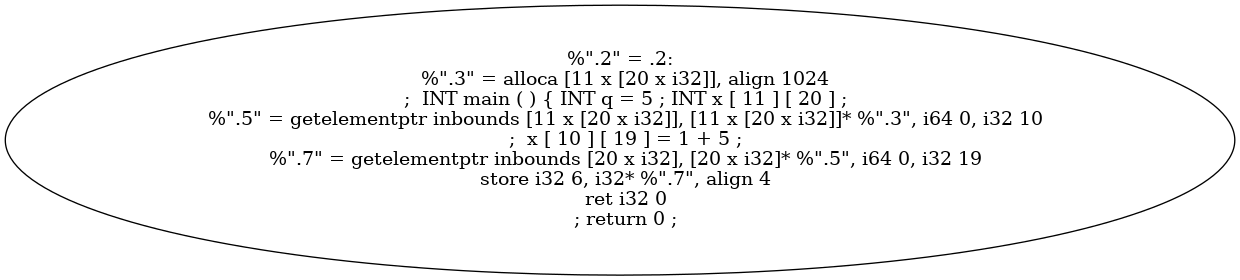 %".2" = .2:
%".3" = alloca [11 x [20 x i32]], align 1024
;  INT main ( ) { INT q = 5 ; INT x [ 11 ] [ 20 ] ;
%".5" = getelementptr inbounds [11 x [20 x i32]], [11 x [20 x i32]]* %".3", i64 0, i32 10
;  x [ 10 ] [ 19 ] = 1 + 5 ;
%".7" = getelementptr inbounds [20 x i32], [20 x i32]* %".5", i64 0, i32 19
store i32 6, i32* %".7", align 4
ret i32 0
; return 0 ;